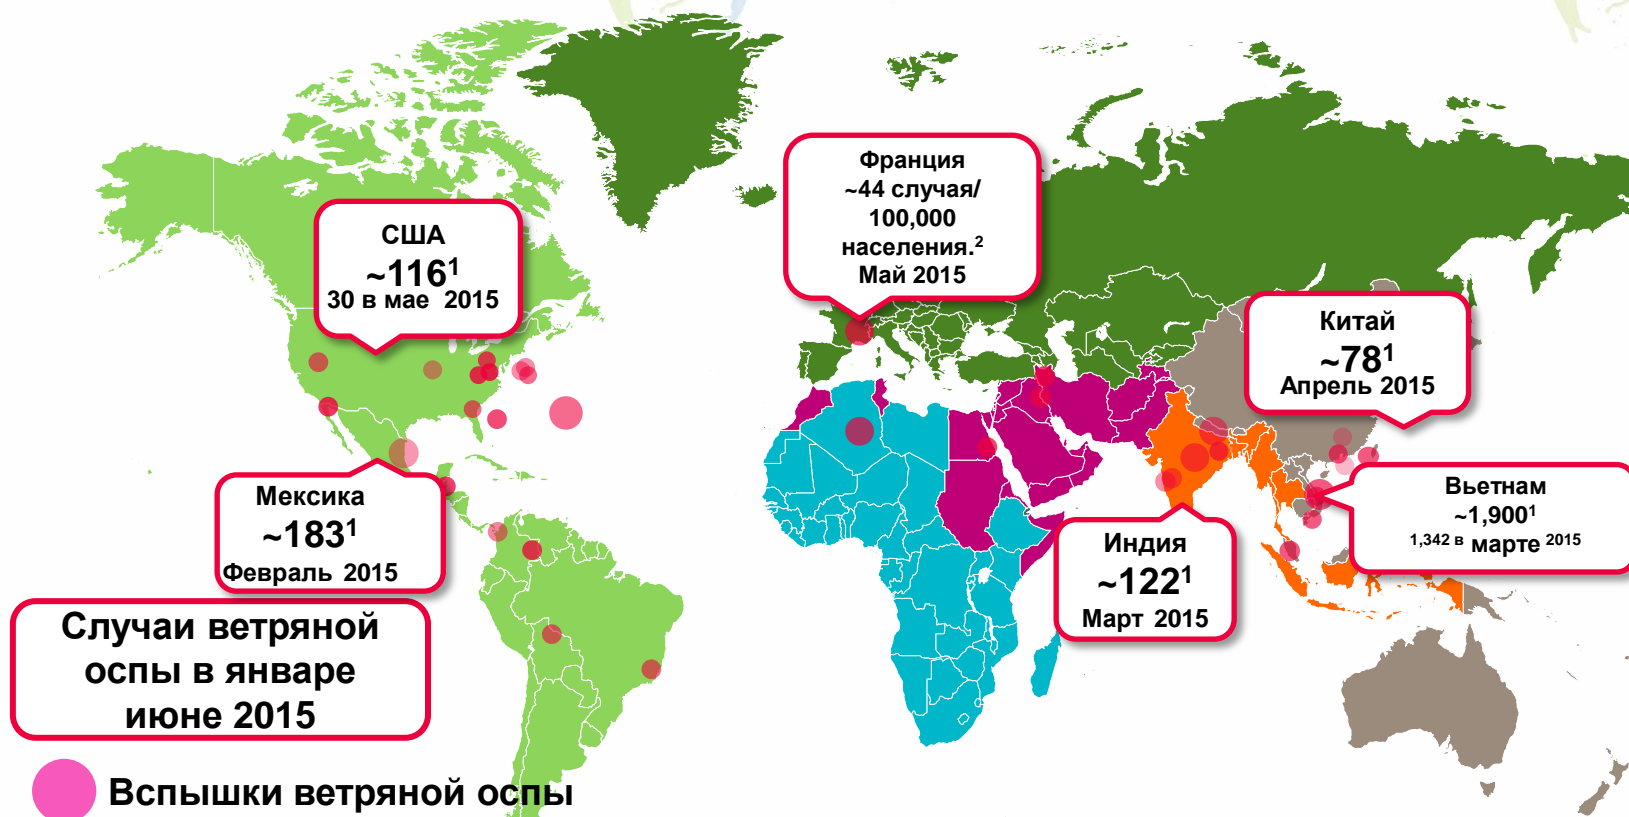 Франция
~44 случая/
100,000
населения.²
Май 2015
США
~116¹
30 в мае 2015
Китай
~78¹
Апрель 2015
Мексика
~183¹
Февраль 2015
Вьетнам
~1,900¹
1,342 в марте 2015
Индия
~122¹
Март 2015
Случаи ветряной
оспы в январе
июне 2015
Вспышки ветряной оспы